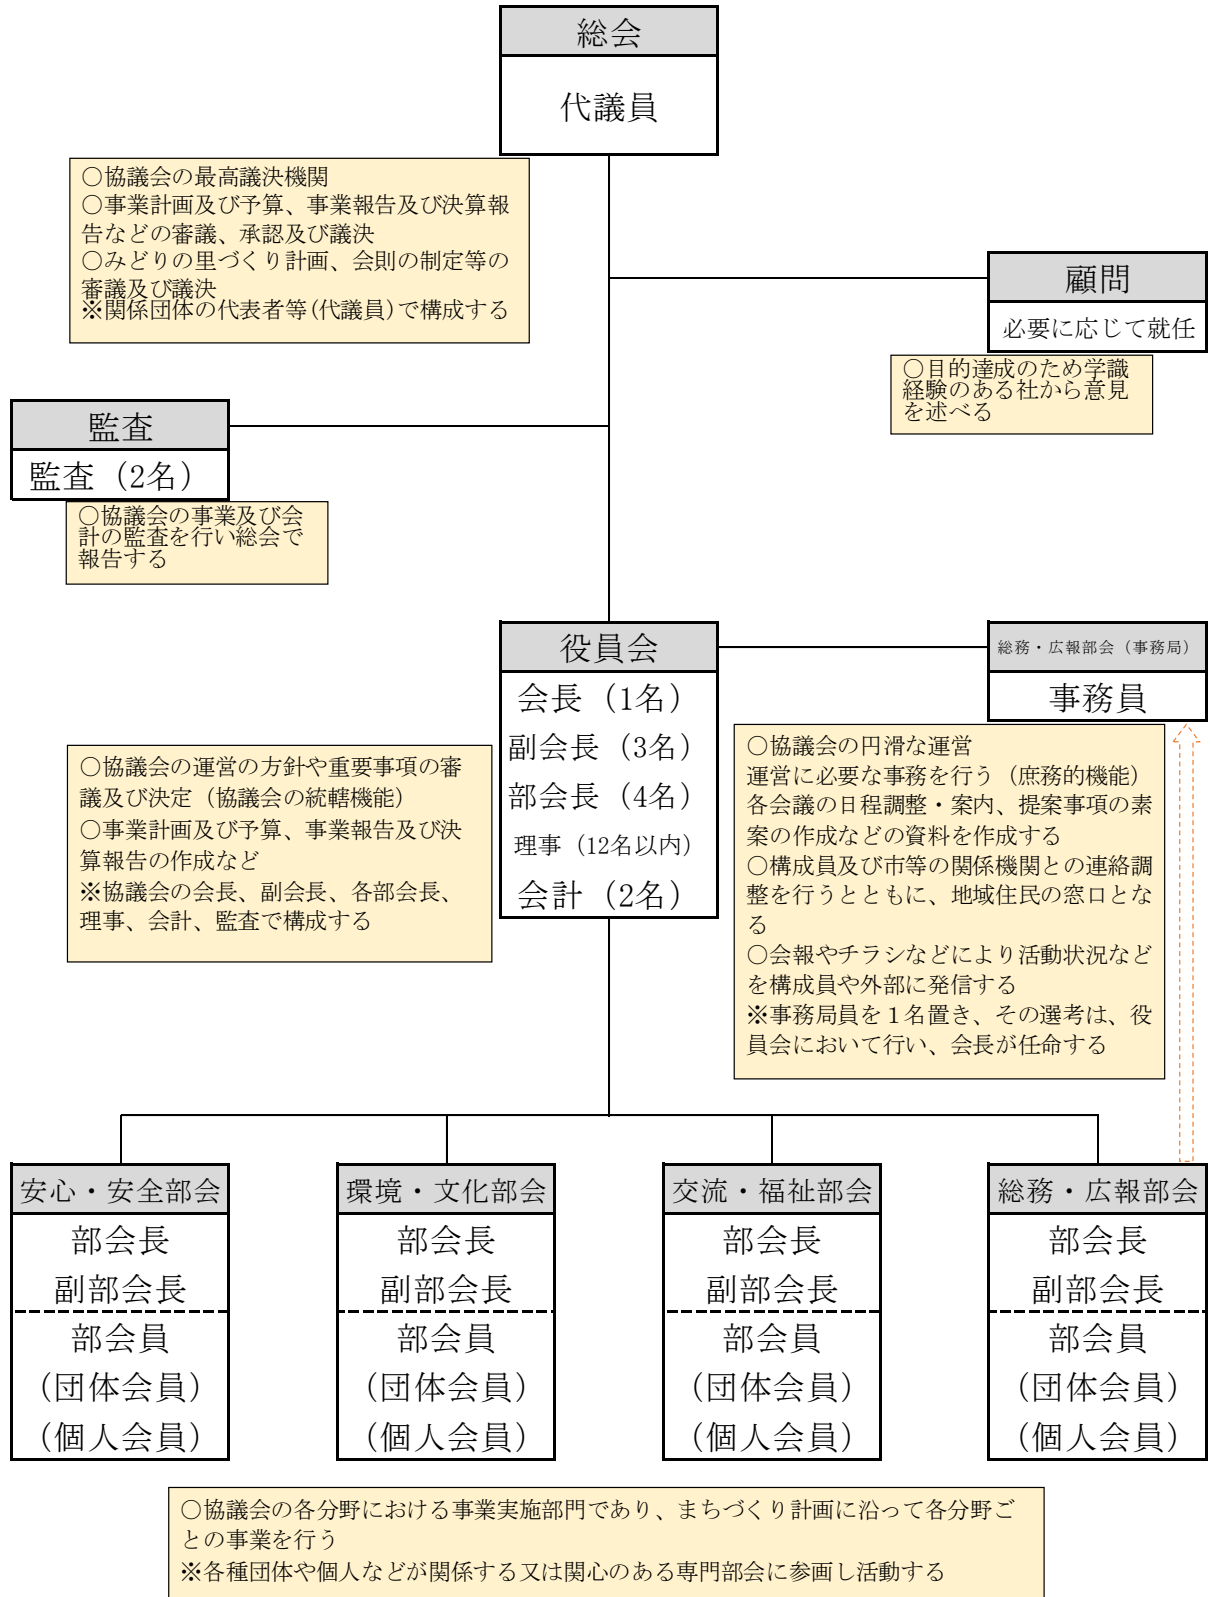 総会
代議員
○協議会の最高議決機関
○事業計画及び予算、事業報告及び決算報
告などの審議、承認及び議決
○みどりの里づくり計画、会則の制定等の
審議及び議決
※関係団体の代表者等(代議員)で構成する
顧問
必要に応じて就任
○目的達成のため学識
経験のある社から意見
を述べる
監査
監査（2名）
○協議会の事業及び会
計の監査を行い総会で
報告する
役員会
会長（1名）
副会長（3名）
部会長（4名）
理事（12名以内）
会計（2名）
総務・広報部会（事務局）
事務員
○協議会の運営の方針や重要事項の審
議及び決定（協議会の統轄機能）
○事業計画及び予算、事業報告及び決
算報告の作成など
※協議会の会長、副会長、各部会長、
理事、会計、監査で構成する
○協議会の円滑な運営
運営に必要な事務を行う（庶務的機能）
各会議の日程調整・案内、提案事項の素
案の作成などの資料を作成する
○構成員及び市等の関係機関との連絡調
整を行うとともに、地域住民の窓口とな
る
○会報やチラシなどにより活動状況など
を構成員や外部に発信する
※事務局員を１名置き、その選考は、役
員会において行い、会長が任命する
安心・安全部会
部会長
副部会長
部会員
（団体会員）
（個人会員）
環境・文化部会
部会長
副部会長
部会員
（団体会員）
（個人会員）
交流・福祉部会
部会長
副部会長
部会員
（団体会員）
（個人会員）
総務・広報部会
部会長
副部会長
部会員
（団体会員）
（個人会員）
○協議会の各分野における事業実施部門であり、まちづくり計画に沿って各分野ご
との事業を行う
※各種団体や個人などが関係する又は関心のある専門部会に参画し活動する